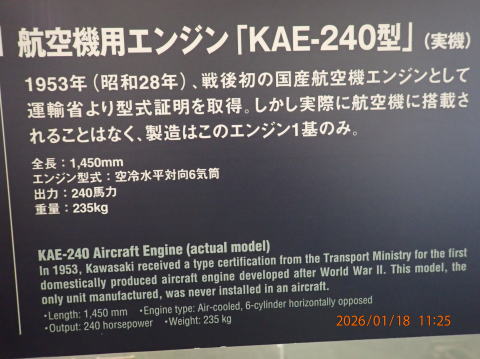 航空機用エンジン「KAE-240型」（実機）
1953年（昭和28年）、戦後初の国産航空機エンジンとして
運輸省より型式証明を取得。しかし実際に航空機に搭載さ
れることはなく、製造はこのエンジン1基のみ。
全長：1,450mm
エンジン型式：空冷水平対向6気筒
出力：240馬力
重量：235kg
KAE-240 Aircraft Engine (actual model)
In 1953, Kawasaki received a type certification from the Transport Ministry for the first
domestically produced aircraft engine developed after World War II. This model, the
only unit manufactured, was never installed in an aircraft.
・Length: 1,450 mm ・Engine type: Air-cooled, 6-cylinder horizontally opposed
・Output: 240 horsepower ・Weight: 235 kg
2026/01/18 11:25